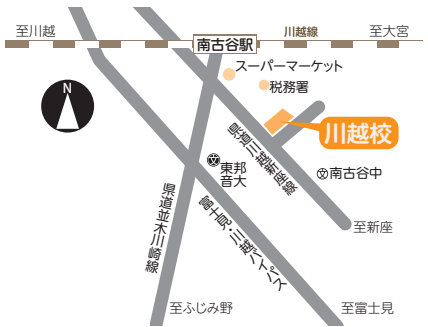 至川越
川越線
至大宮
南古谷駅
スーパーマーケット
税務署
N
川越校
県道川越新座線
東邦
音大
南古谷中
県道並木川崎線
富士見・川越バイパス
至新座
至ふじみ野
至富士見